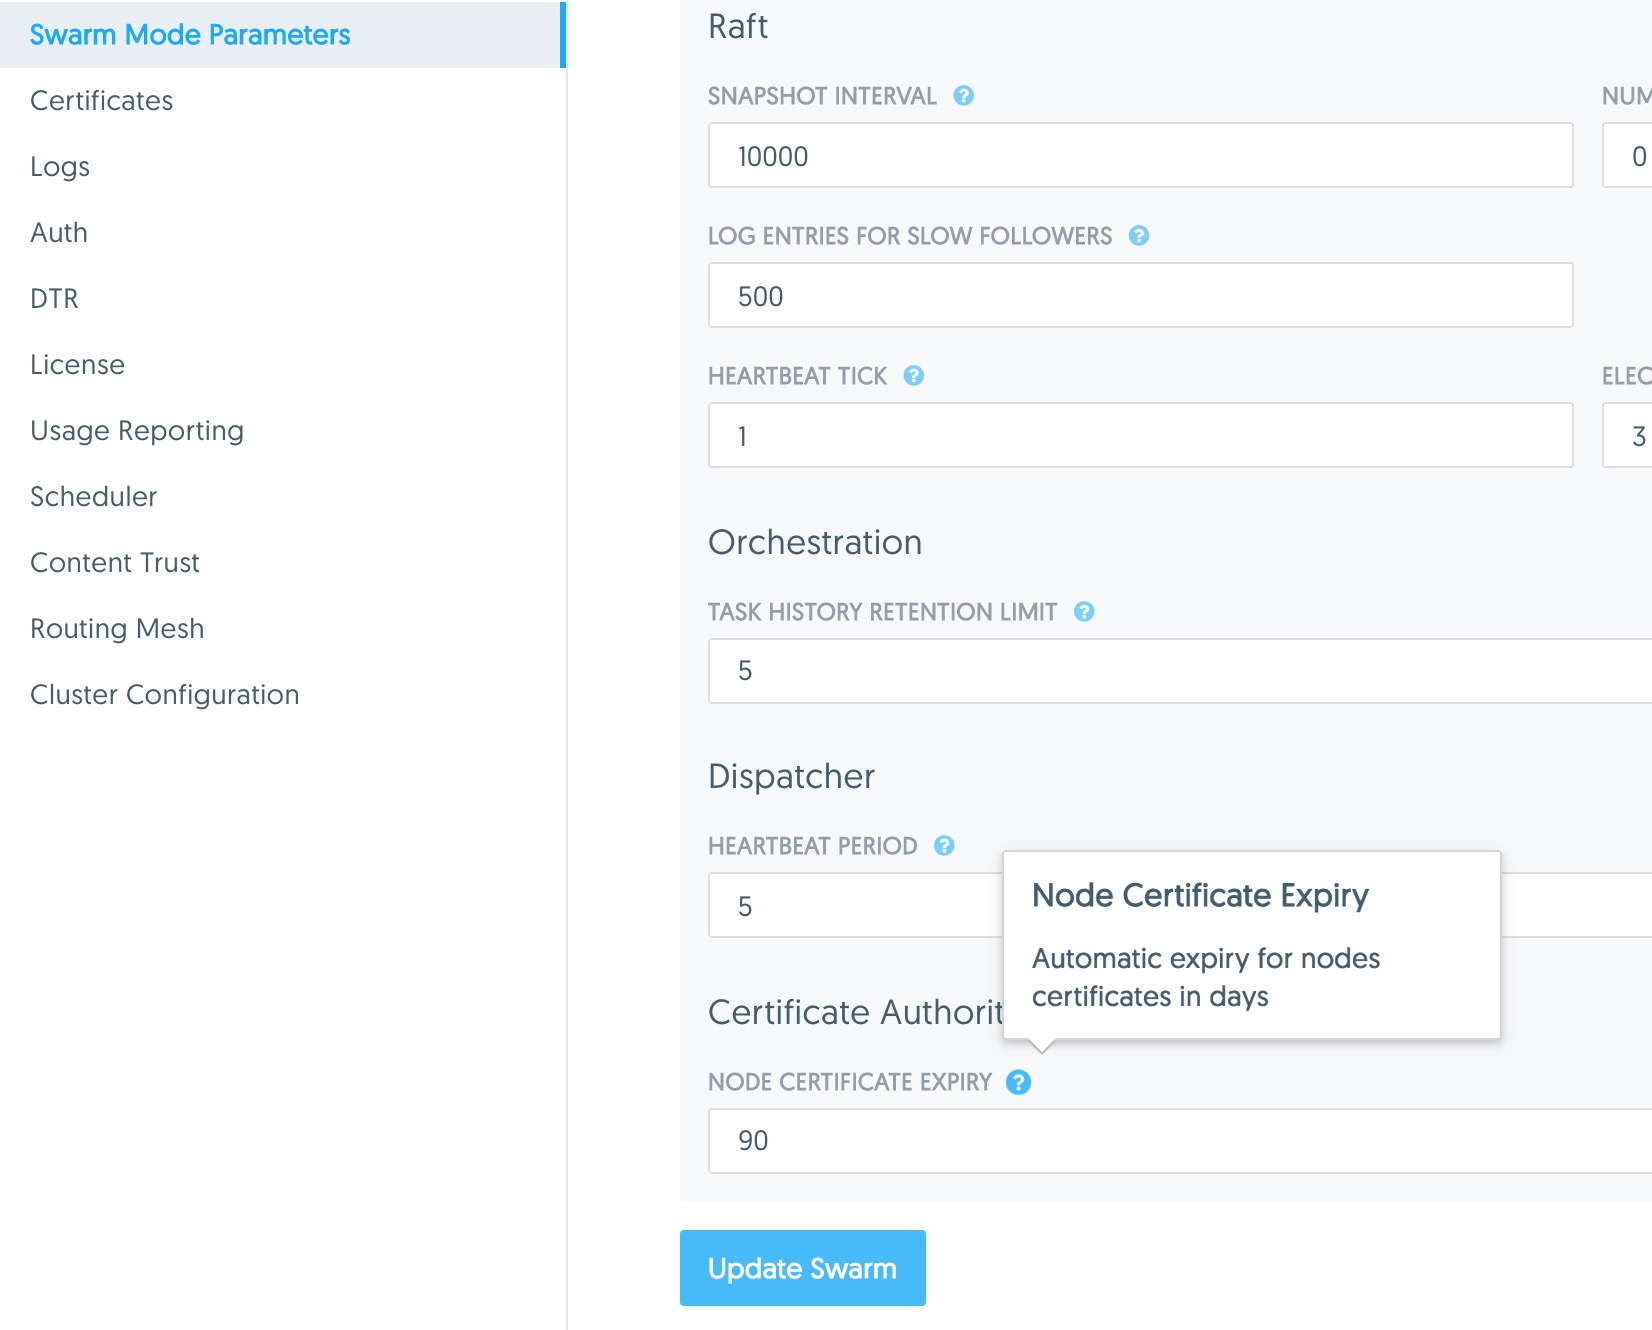 Swarm Mode Parameters
Certificates
Logs
Auth
DTR
License
Usage Reporting
Scheduler
Content Trust
Routing Mesh
Cluster Configuration
Raft
SNAPSHOT INTERVAL ?
NUM
10000
0
LOG ENTRIES FOR SLOW FOLLOWERS ?
500
HEARTBEAT TICK ?
ELEC
1
3
Orchestration
TASK HISTORY RETENTION LIMIT ?
5
Dispatcher
HEARTBEAT PERIOD ?
5
Node Certificate Expiry
Automatic expiry for nodes
certificates in days
Certificate Authorit
NODE CERTIFICATE EXPIRY ?
90
Update Swarm